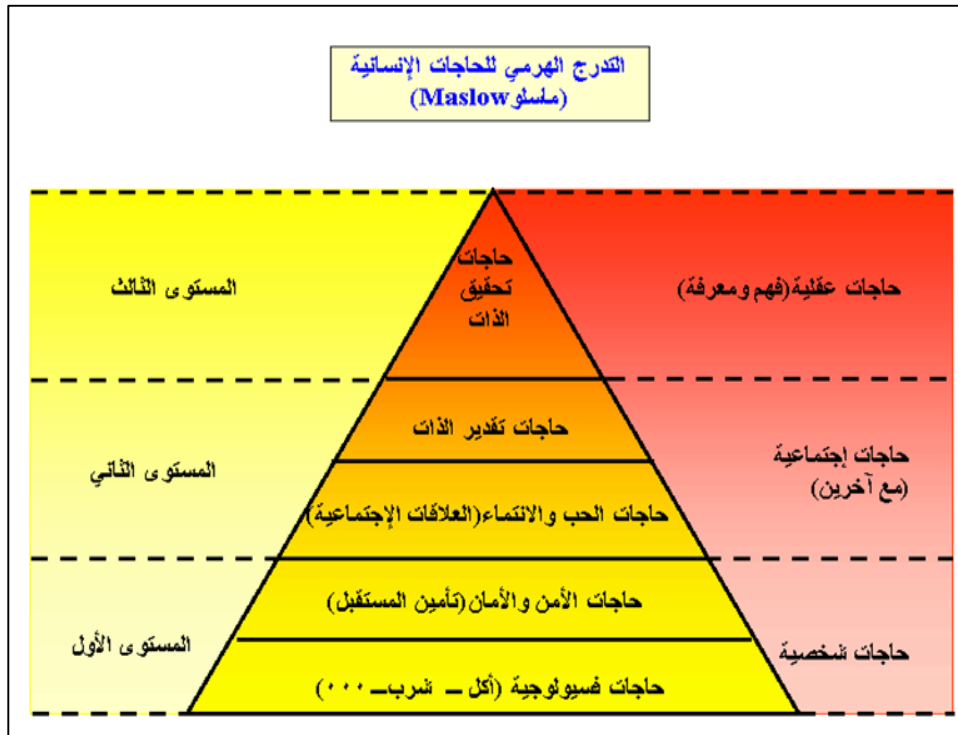 التدرج الهرمي للحاجات الإنسانية
(ماسلو Maslow)
حاجات عقلية (فهم ومعرفة)
حاجات
تحقيق
الذات
المستوى الثالث
حاجات إجتماعية
(مع آخرين)
حاجات تقدير الذات
حاجات الحب والانتماء (العلاقات الإجتماعية)
المستوى الثاني
حاجات شخصية
حاجات الأمن والأمان (تأمين المستقبل)
حاجات فسيولوجية (أكل – شرب – ٠٠٠)
المستوى الأول